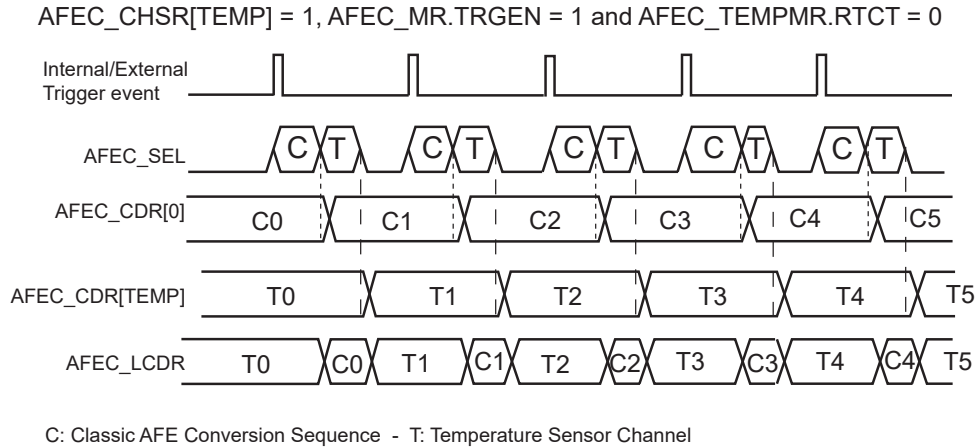 AFEC_CHSR[TEMP] = 1, AFEC_MR.TRGEN = 1 and AFEC_TEMPMR.RTCT = 0
Internal/External
Trigger event
AFEC_SEL C T C T C T C T C T
AFEC_CDR[0] C0 C1 C2 C3 C4 C5
AFEC_CDR[TEMP] T0 T1 T2 T3 T4 T5
AFEC_LCDR T0 C0 T1 C1 T2 C2 T3 C3 T4 C4 T5
C: Classic AFE Conversion Sequence - T: Temperature Sensor Channel